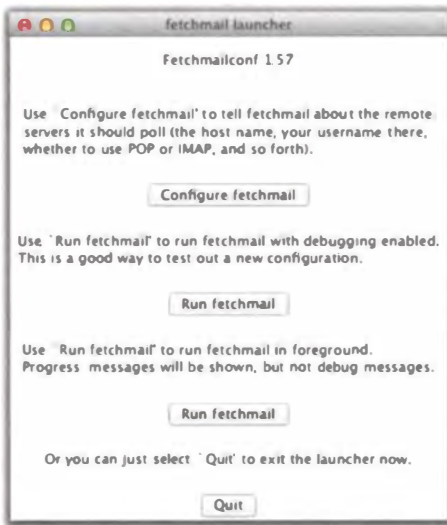 fetchmail launcher
Fetchmailconf 1.57
Use `Configure fetchmail' to tell fetchmail about the remote
servers it should poll (the host name, your username there,
whether to use POP or IMAP, and so forth).
Configure fetchmail
Use `Run fetchmail' to run fetchmail with debugging enabled.
This is a good way to test out a new configuration.
Run fetchmail
Use `Run fetchmail' to run fetchmail in foreground.
Progress messages will be shown, but not debug messages.
Run fetchmail
Or you can just select `Quit' to exit the launcher now.
Quit